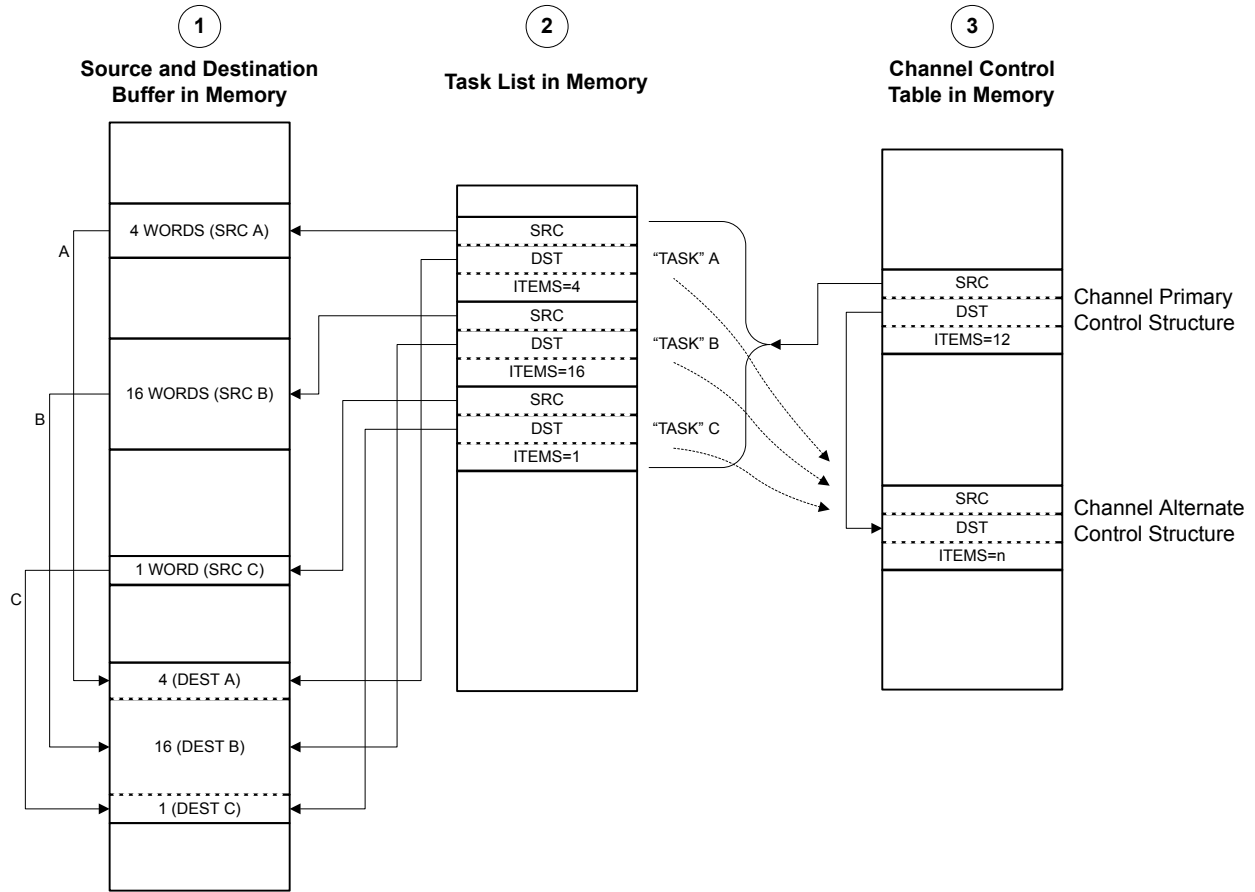 1
Source and Destination
Buffer in Memory
4 WORDS (SRC A)
A
16 WORDS (SRC B)
B
1 WORD (SRC C)
C
4 (DEST A)
16 (DEST B)
1 (DEST C)
2
Task List in Memory
SRC
DST
ITEMS=4
SRC
DST
ITEMS=16
SRC
DST
ITEMS=1
“TASK” A
“TASK” B
“TASK” C
3
Channel Control
Table in Memory
SRC
DST
ITEMS=12
Channel Primary
Control Structure
SRC
DST
ITEMS=n
Channel Alternate
Control Structure